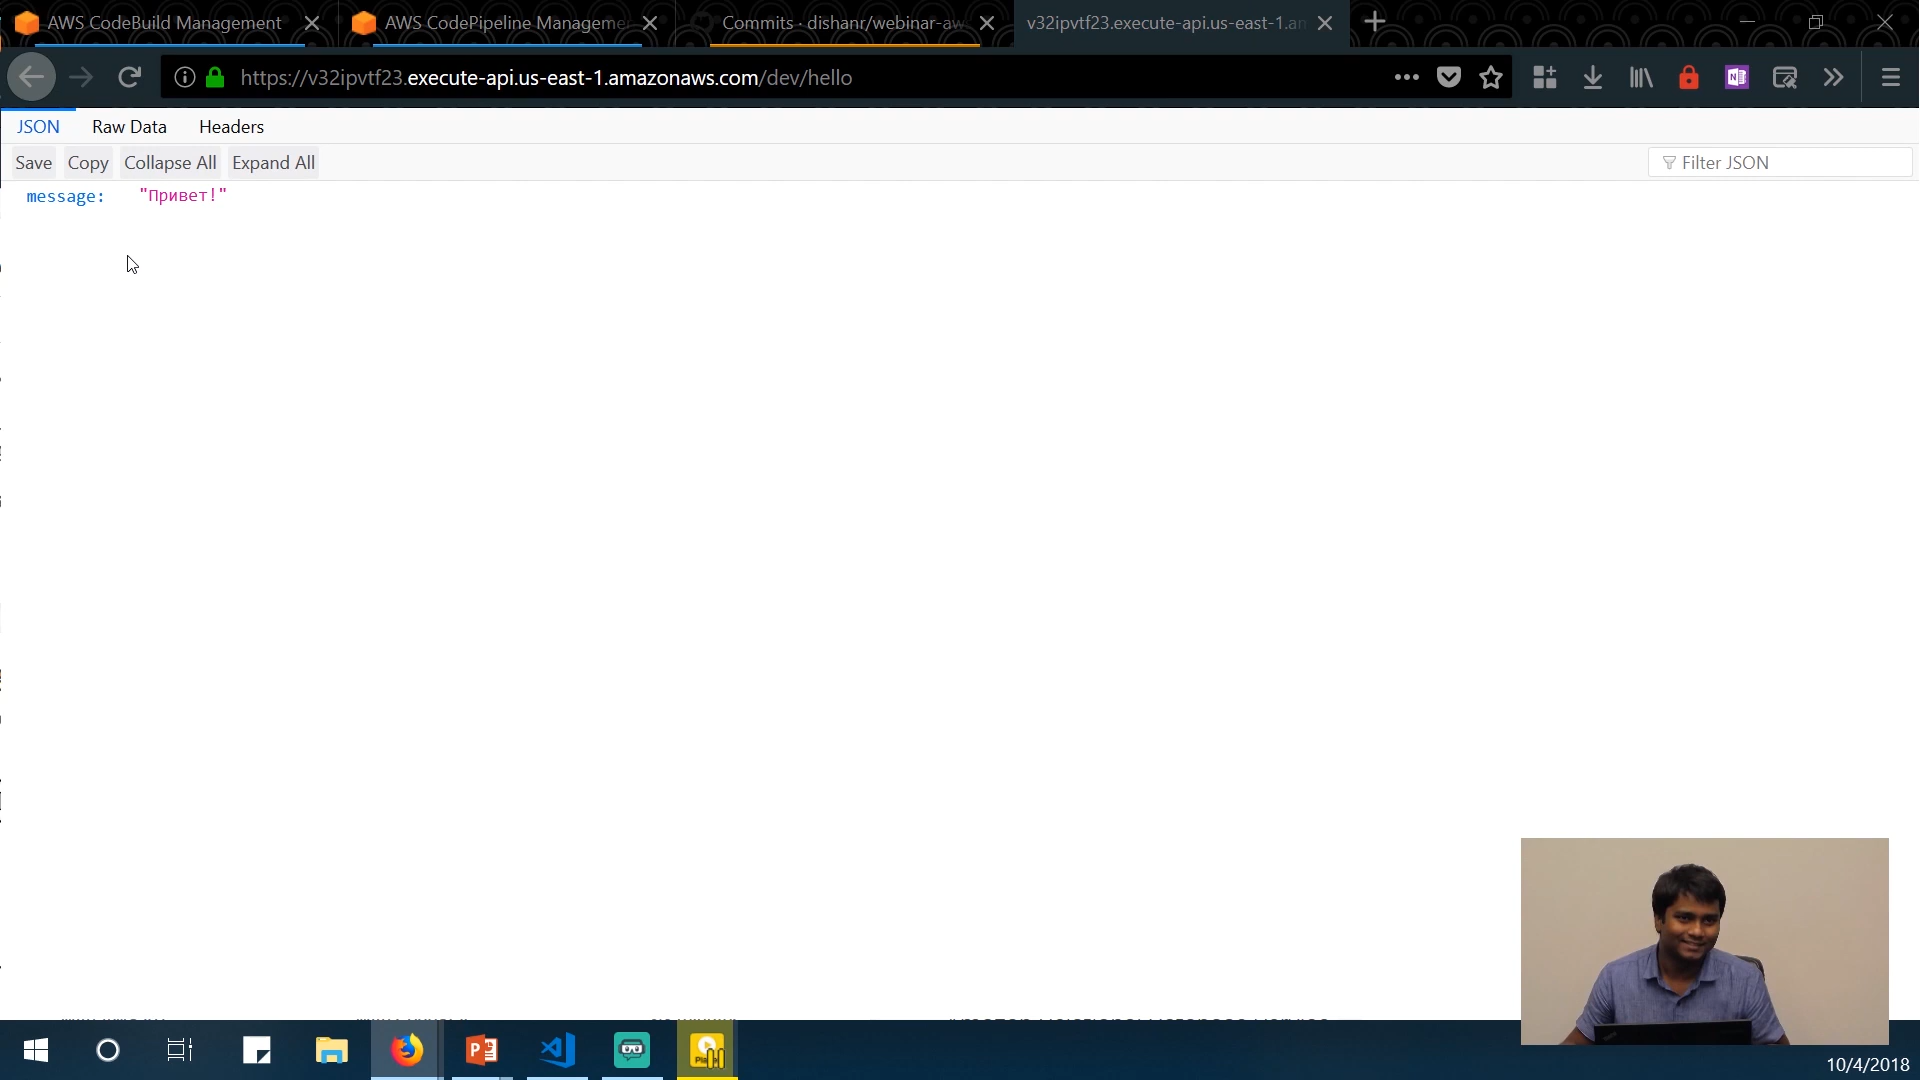 AWS CodeBuild Management
AWS CodePipeline Manageme
Commits · dishanr/webinar-aw
v32ipvtf23.execute-api.us-east-1.am
https://v32ipvtf23.execute-api.us-east-1.amazonaws.com/dev/hello
JSON Raw Data Headers
Save Copy Collapse All Expand All
Filter JSON
message: "Привет!"
10/4/2018